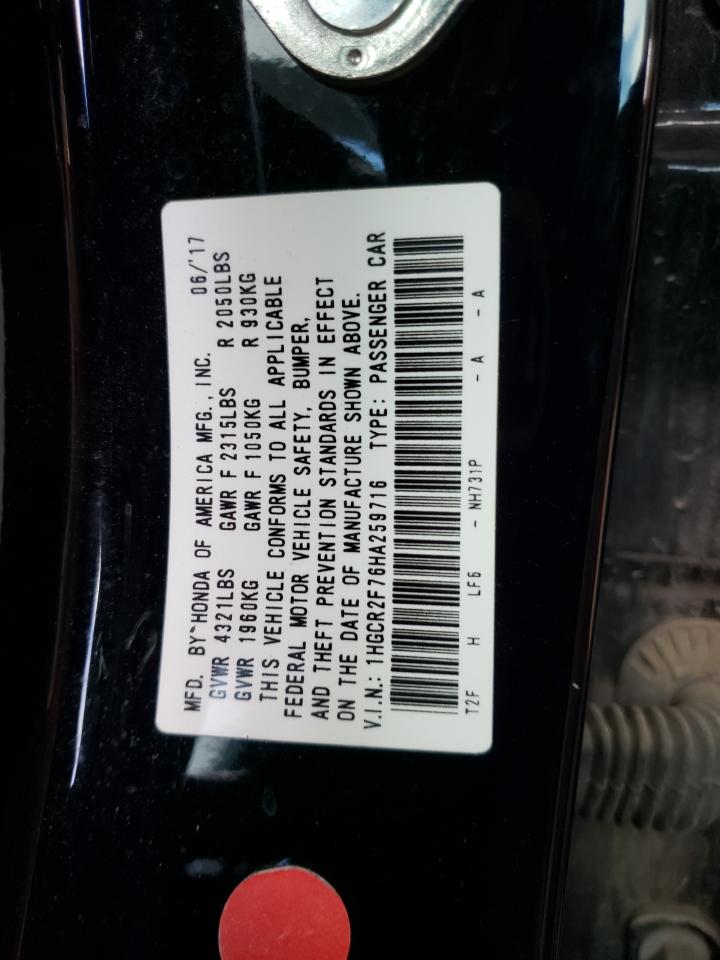 MFD. BY HONDA OF AMERICA MFG., INC. 06/'17
GVWR 4321LBS GAWR F 2315LBS R 2050LBS
GVWR 1960KG GAWR F 1050KG R 930KG
THIS VEHICLE CONFORMS TO ALL APPLICABLE
FEDERAL MOTOR VEHICLE SAFETY, BUMPER,
AND THEFT PREVENTION STANDARDS IN EFFECT
ON THE DATE OF MANUFACTURE SHOWN ABOVE.
V.I.N.: 1HGCR2F76HA259716 TYPE: PASSENGER CAR
T2F H LF6 - NH731P - A - A